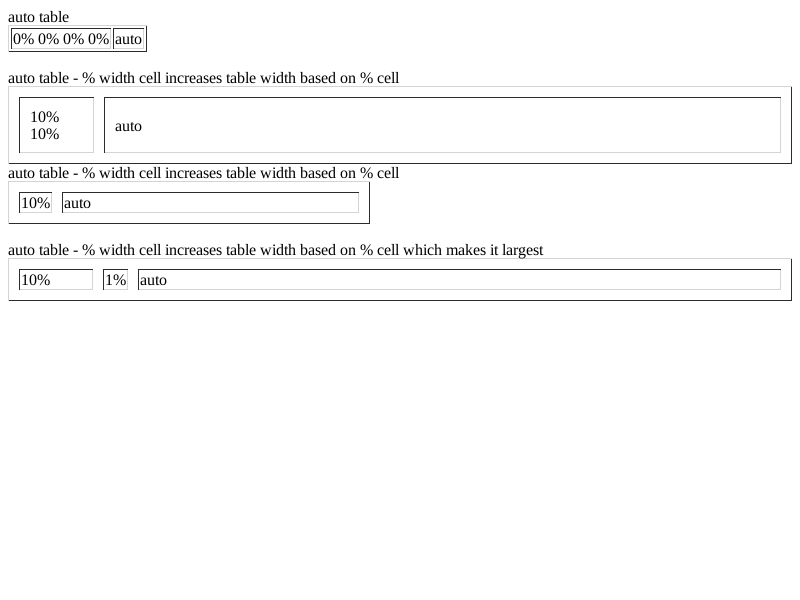 auto table
0% 0% 0% 0% auto
auto table - % width cell increases table width based on % cell
10%
10%
auto
auto table - % width cell increases table width based on % cell
10% auto
auto table - % width cell increases table width based on % cell which makes it largest
10% 1% auto